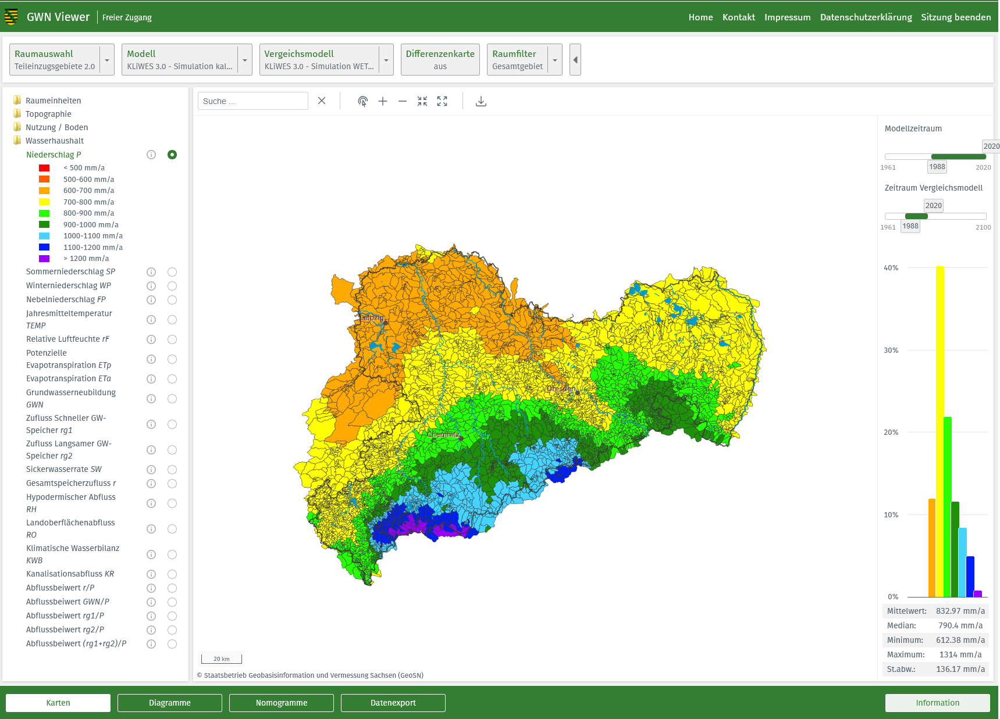 GWN Viewer
Freier Zugang
Home
Kontakt
Impressum
Datenschutzerklärung
Sitzung beenden
Raumauswahl
Teileinzugsgebiete 2.0
Modell
KLiWES 3.0 - Simulation kal...
Vergeichsmodell
KLiWES 3.0 - Simulation WET...
Differenzenkarte
aus
Raumfilter
Gesamtgebiet
Raumeinheiten
Topographie
Nutzung / Boden
Wasserhaushalt
Niederschlag P
< 500 mm/a
500-600 mm/a
600-700 mm/a
700-800 mm/a
800-900 mm/a
900-1000 mm/a
1000-1100 mm/a
1100-1200 mm/a
> 1200 mm/a
Sommerniederschlag SP
Winterniederschlag WP
Nebelniederschlag FP
Jahresmitteltemperatur
TEMP
Relative Luftfeuchte rF
Potenzielle
Evapotranspiration ETp
Evapotranspiration ETa
Grundwasserneubildung
GWN
Zufluss Schneller GW-
Speicher rg1
Zufluss Langsamer GW-
Speicher rg2
Sickerwasserrate SW
Gesamtspeicherzufluss r
Hypodermischer Abfluss
RH
Landoberflächenabfluss
RO
Klimatische Wasserbilanz
KWB
Kanalisationsabfluss KR
Abflussbeiwert r/P
Abflussbeiwert GWN/P
Abflussbeiwert rg1/P
Abflussbeiwert rg2/P
Abflussbeiwert (rg1+rg2)/P
Suche ...
Leipzig
Dresden
Chemnitz
20 km
© Staatsbetrieb Geobasisinformation und Vermessung Sachsen (GeoSN)
Modellzeitraum
2020
1961
1988
2020
Zeitraum Vergleichsmodell
2020
1961
1988
2100
40%
30%
20%
10%
0%
Mittelwert: 832.97 mm/a
Median: 790.4 mm/a
Minimum: 612.38 mm/a
Maximum: 1314 mm/a
St.abw.: 136.17 mm/a
Karten
Diagramme
Nomogramme
Datenexport
Information